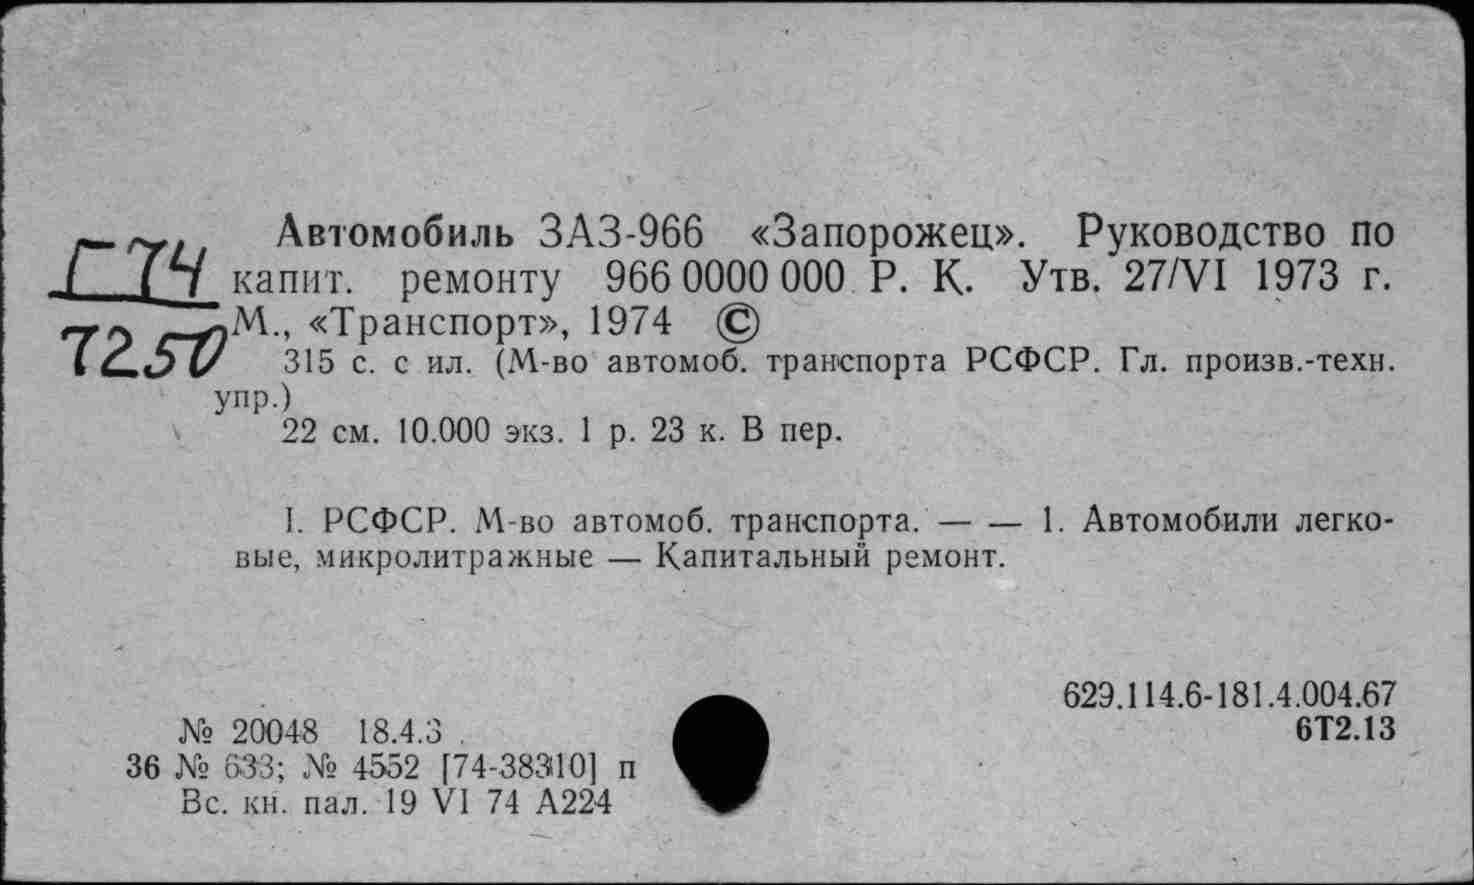 Автомобиль ЗАЗ-966 «Запорожец». Руководство по
Г74 капит. ремонту 966 0000 000 Р. К. Утв. 27/VI 1973 г.
М., «Транспорт», 1974 ©
7250
315 с. с ил. (М-во автомоб. транспорта РСФСР. Гл. произв.-техн.
упр.)
22 см. 10.000 экз. 1 р. 23 к. В пер.
I. РСФСР. М-во автомоб. транспорта. — — 1. Автомобили легко-
вые, микролитражные — Капитальный ремонт.
629.114.6-181.4.004.67
№ 20048 18.4.3
6Т2.13
36 № 633; № 4552 [74-38310] п
Вс. кн. пал. 19 VI 74 А224